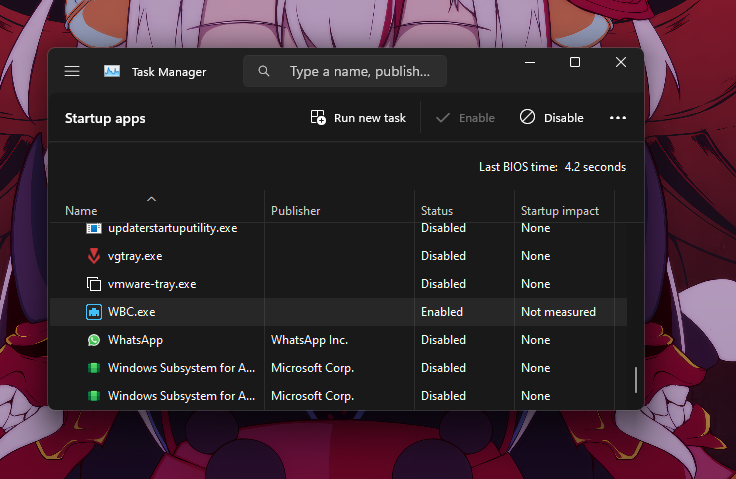 Task Manager
Type a name, publish...
Startup apps
Run new task
Enable
Disable
Last BIOS time: 4.2 seconds
Name Publisher Status Startup impact
updaterstartuputility.exe Disabled None
vgtray.exe Disabled None
vmware-tray.exe Disabled None
WBC.exe Enabled Not measured
WhatsApp WhatsApp Inc. Disabled None
Windows Subsystem for A... Microsoft Corp. Disabled None
Windows Subsystem for A... Microsoft Corp. Disabled None